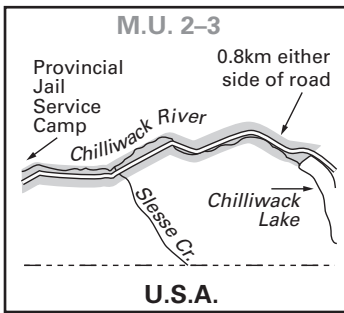 M.U. 2–3
Provincial
Jail
Service
Camp
0.8km either
side of road
Chilliwack River
Slesse Cr.
Chilliwack
Lake
U.S.A.